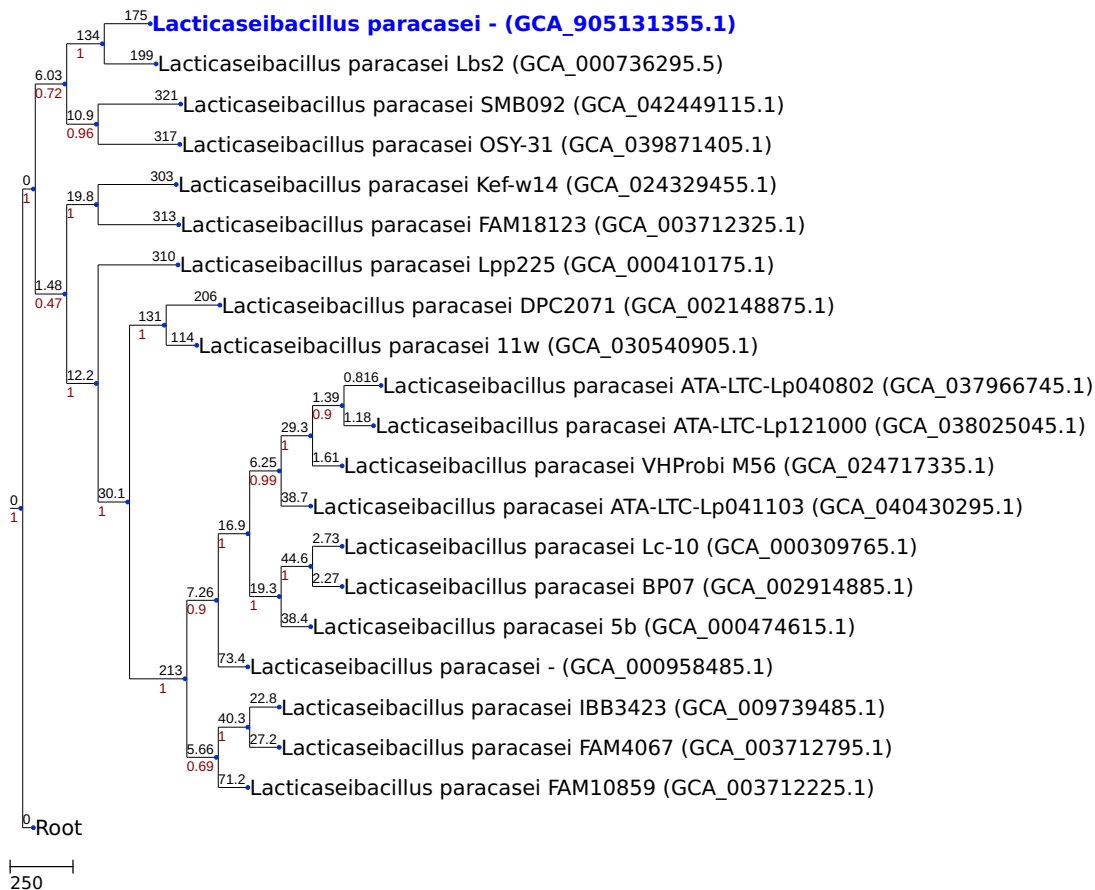 175 Lacticaseibacillus paracasei - (GCA_905131355.1)
134
1
199 Lacticaseibacillus paracasei Lbs2 (GCA_000736295.5)
6.03
0.72
321 Lacticaseibacillus paracasei SMB092 (GCA_042449115.1)
10.9
0.96
317 Lacticaseibacillus paracasei OSY-31 (GCA_039871405.1)
0
1
303 Lacticaseibacillus paracasei Kef-w14 (GCA_024329455.1)
19.8
1
313 Lacticaseibacillus paracasei FAM18123 (GCA_003712325.1)
310 Lacticaseibacillus paracasei Lpp225 (GCA_000410175.1)
1.48
0.47
206 Lacticaseibacillus paracasei DPC2071 (GCA_002148875.1)
131
1
114 Lacticaseibacillus paracasei 11w (GCA_030540905.1)
12.2
1
0.816 Lacticaseibacillus paracasei ATA-LTC-Lp040802 (GCA_037966745.1)
1.39
0.9
1.18 Lacticaseibacillus paracasei ATA-LTC-Lp121000 (GCA_038025045.1)
29.3
1
1.61 Lacticaseibacillus paracasei VHProbi M56 (GCA_024717335.1)
6.25
0.99
38.7 Lacticaseibacillus paracasei ATA-LTC-Lp041103 (GCA_040430295.1)
30.1
1
0
1
16.9
1
2.73 Lacticaseibacillus paracasei Lc-10 (GCA_000309765.1)
44.6
1
2.27 Lacticaseibacillus paracasei BP07 (GCA_002914885.1)
19.3
1
7.26
0.9
38.4 Lacticaseibacillus paracasei 5b (GCA_000474615.1)
73.4 Lacticaseibacillus paracasei - (GCA_000958485.1)
213
1
22.8 Lacticaseibacillus paracasei IBB3423 (GCA_009739485.1)
40.3
1
27.2 Lacticaseibacillus paracasei FAM4067 (GCA_003712795.1)
5.66
0.69
71.2 Lacticaseibacillus paracasei FAM10859 (GCA_003712225.1)
0 Root
250